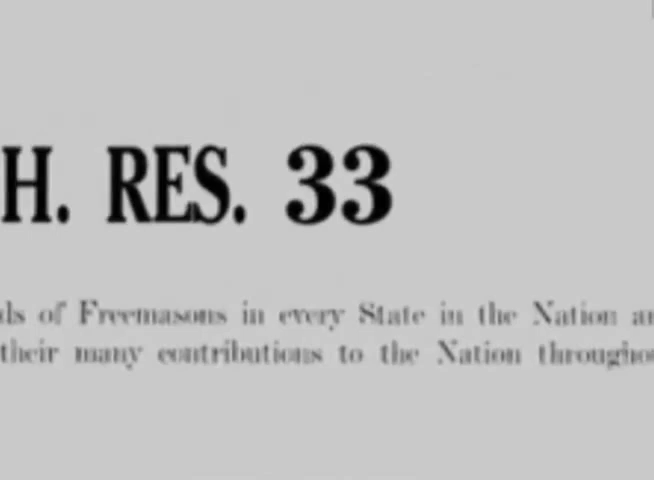 H. RES. 33
of Freemasons in every State in the Nation
their many contributions to the Nation